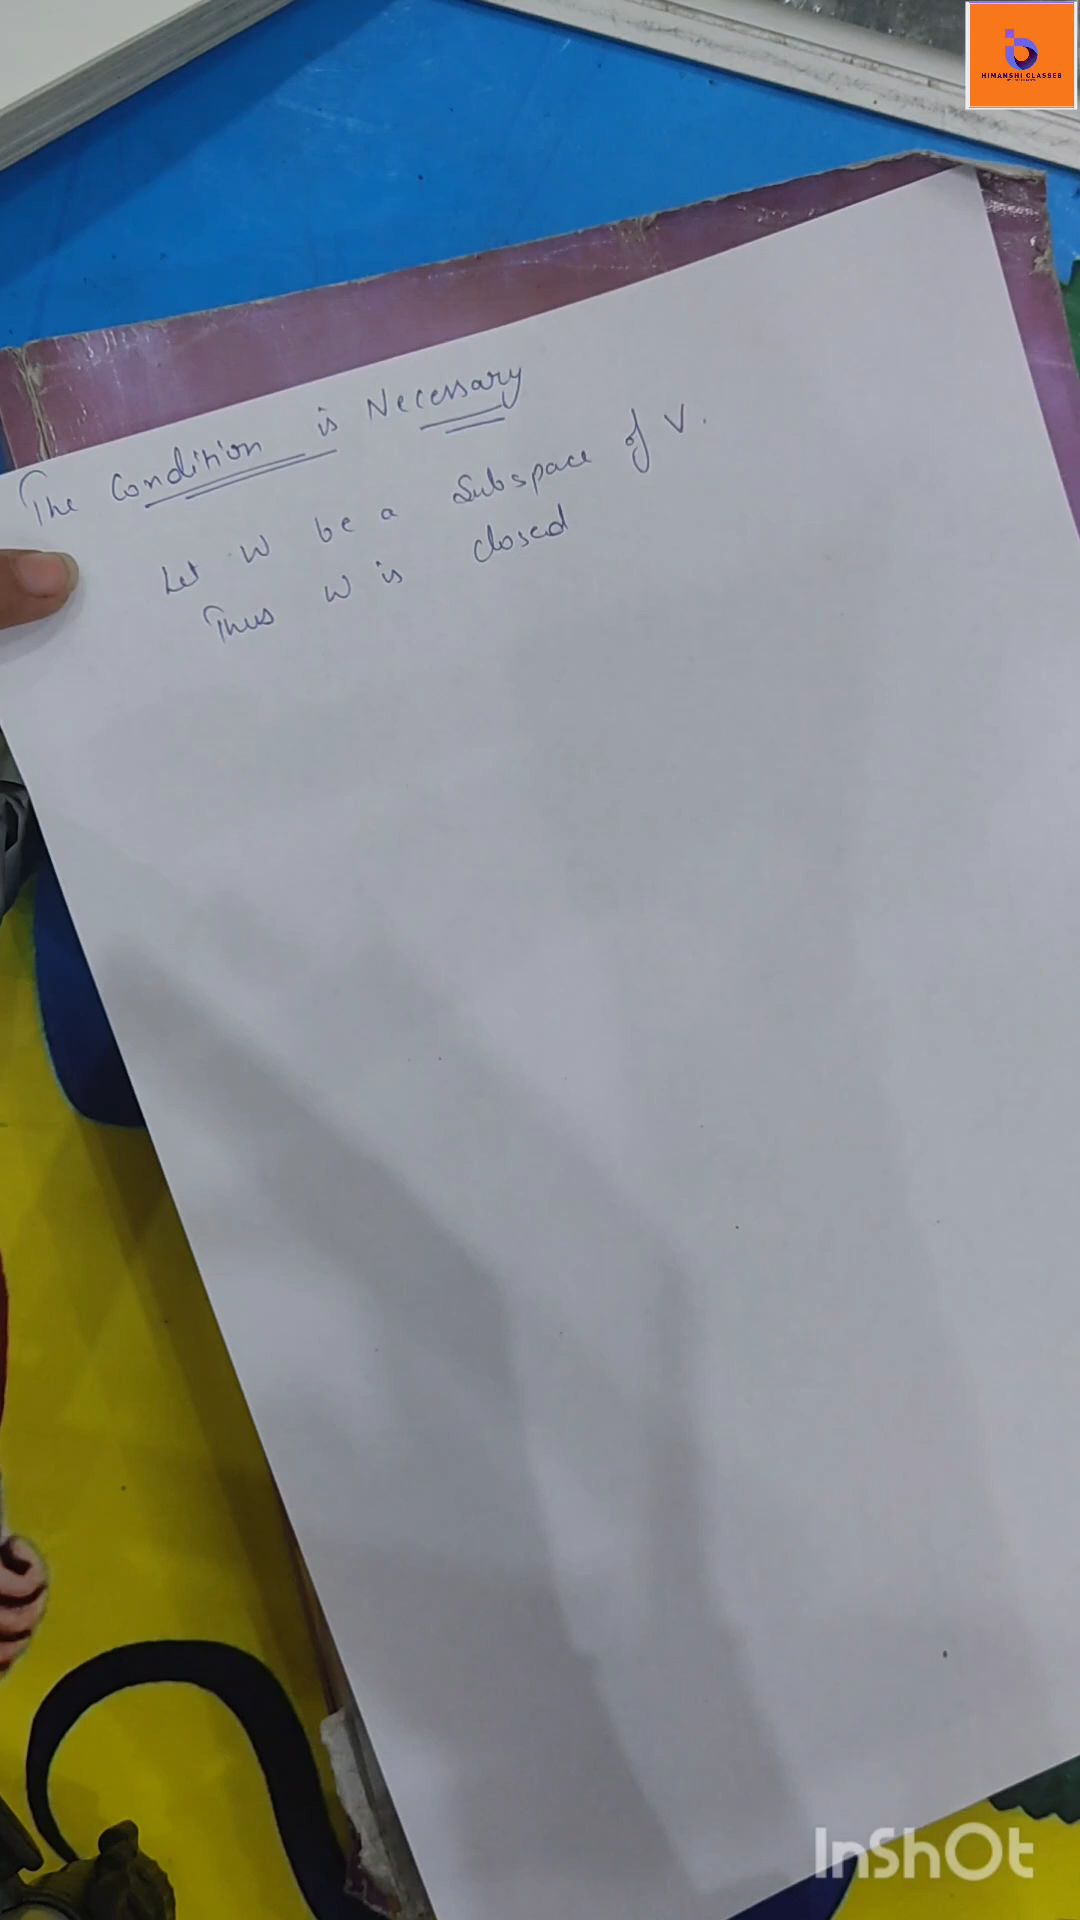 HIMANSHI CLASSES
The Condition is Necessary
Let W be a Subspace of V.
Thus W is closed
InShOt